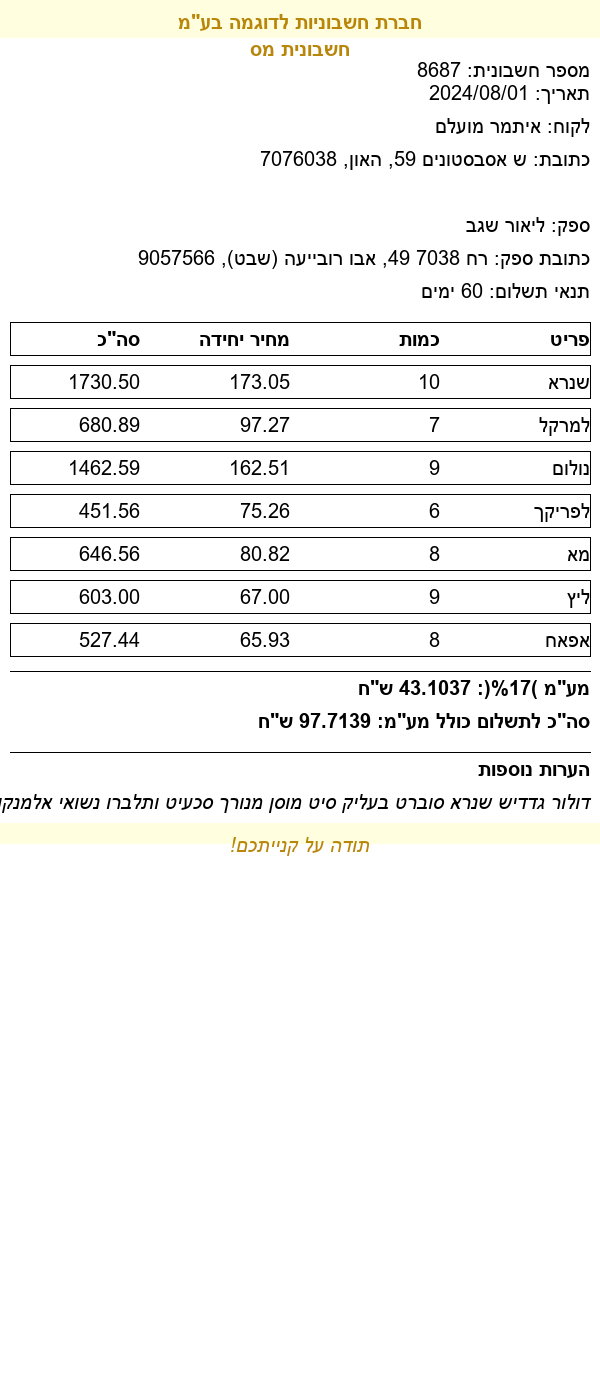 חברת חשבוניות לדוגמה בע"מ
חשבונית מס
מספר חשבונית: 8687
תאריך: 2024/08/01
לקוח: איתמר מועלם
כתובת: ש אסבסטונים 59, האון, 7076038
ספק: ליאור שגב
כתובת ספק: רח 7038 49, אבו רובייעה (שבט), 9057566
תנאי תשלום: 60 ימים
פריט כמות מחיר יחידה סה"כ
שנרא 10 173.05 1730.50
למרקל 7 97.27 680.89
נולום 9 162.51 1462.59
לפריקך 6 75.26 451.56
מא 8 80.82 646.56
ליץ 9 67.00 603.00
אפאח 8 65.93 527.44
מע"מ )17%(: 43.1037 ש"ח
סה"כ לתשלום כולל מע"מ: 97.7139 ש"ח
הערות נוספות
דולור גדדיש שנרא סוברט בעליק סיט מוסן מנורך סכעיט ותלברו נשואי אלמנקו
תודה על קנייתכם!